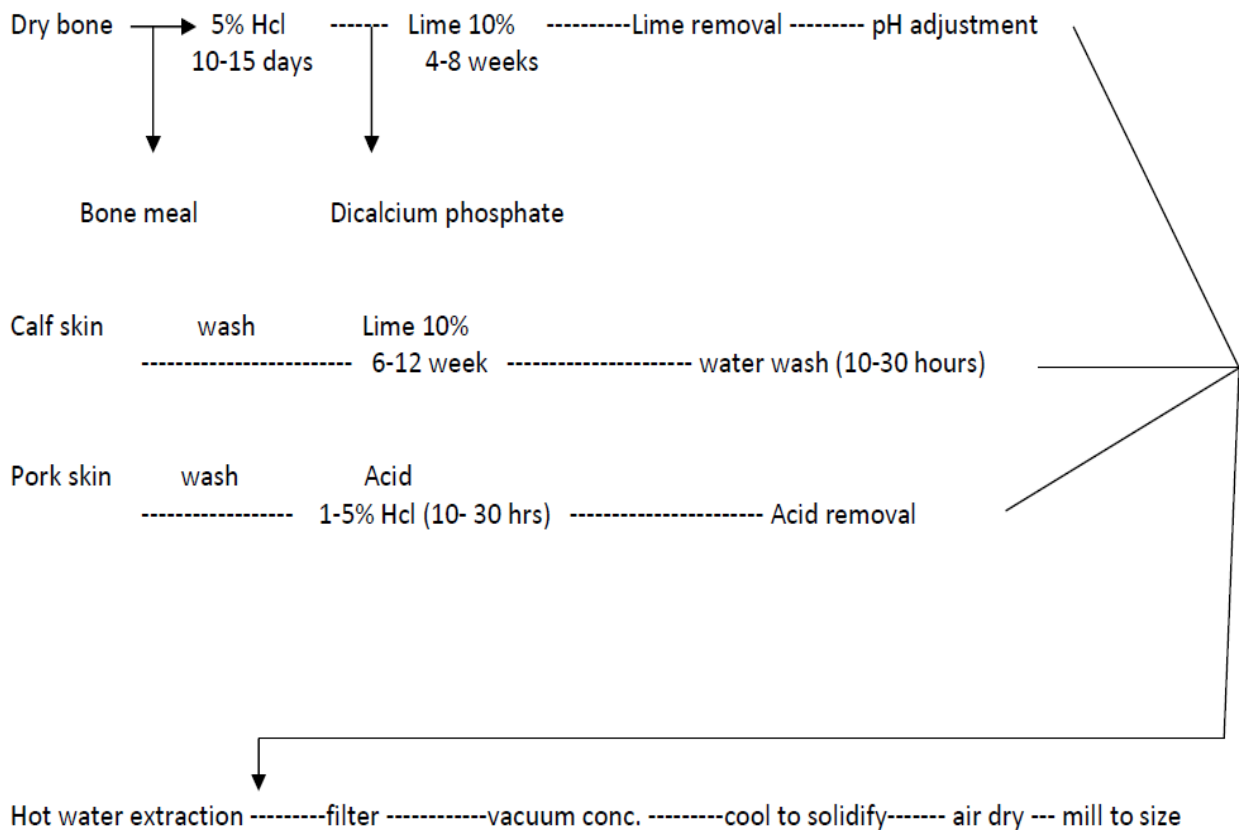 Dry bone 5% Hcl ------ Lime 10% ----------Lime removal --------- pH adjustment
10-15 days 4-8 weeks
Bone meal Dicalcium phosphate
Calf skin wash Lime 10%
----------------------- 6-12 week -------------------- water wash (10-30 hours)
Pork skin wash Acid
----------------- 1-5% Hcl (10- 30 hrs) --------------------- Acid removal
Hot water extraction ---------filter ------------vacuum conc. ---------cool to solidify------- air dry --- mill to size